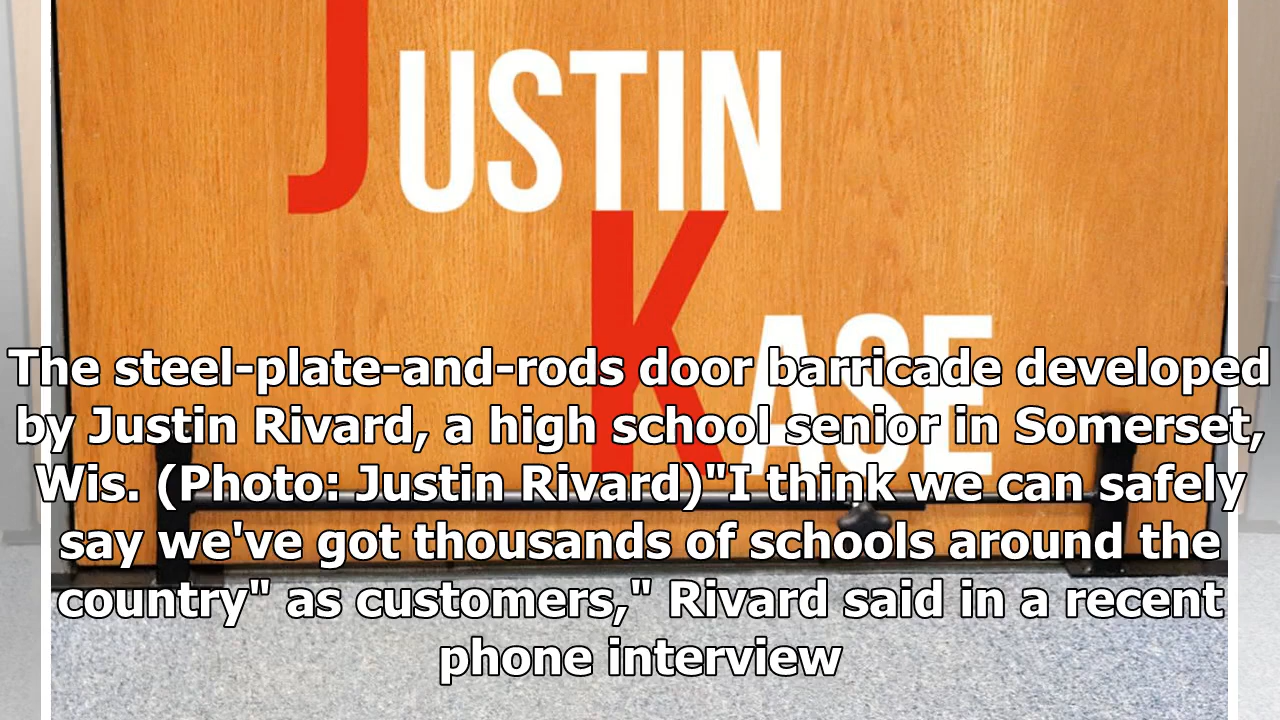 JUSTIN
KASE
The steel-plate-and-rods door barricade developed
by Justin Rivard, a high school senior in Somerset,
Wis. (Photo: Justin Rivard)"I think we can safely
say we've got thousands of schools around the
country" as customers," Rivard said in a recent
phone interview